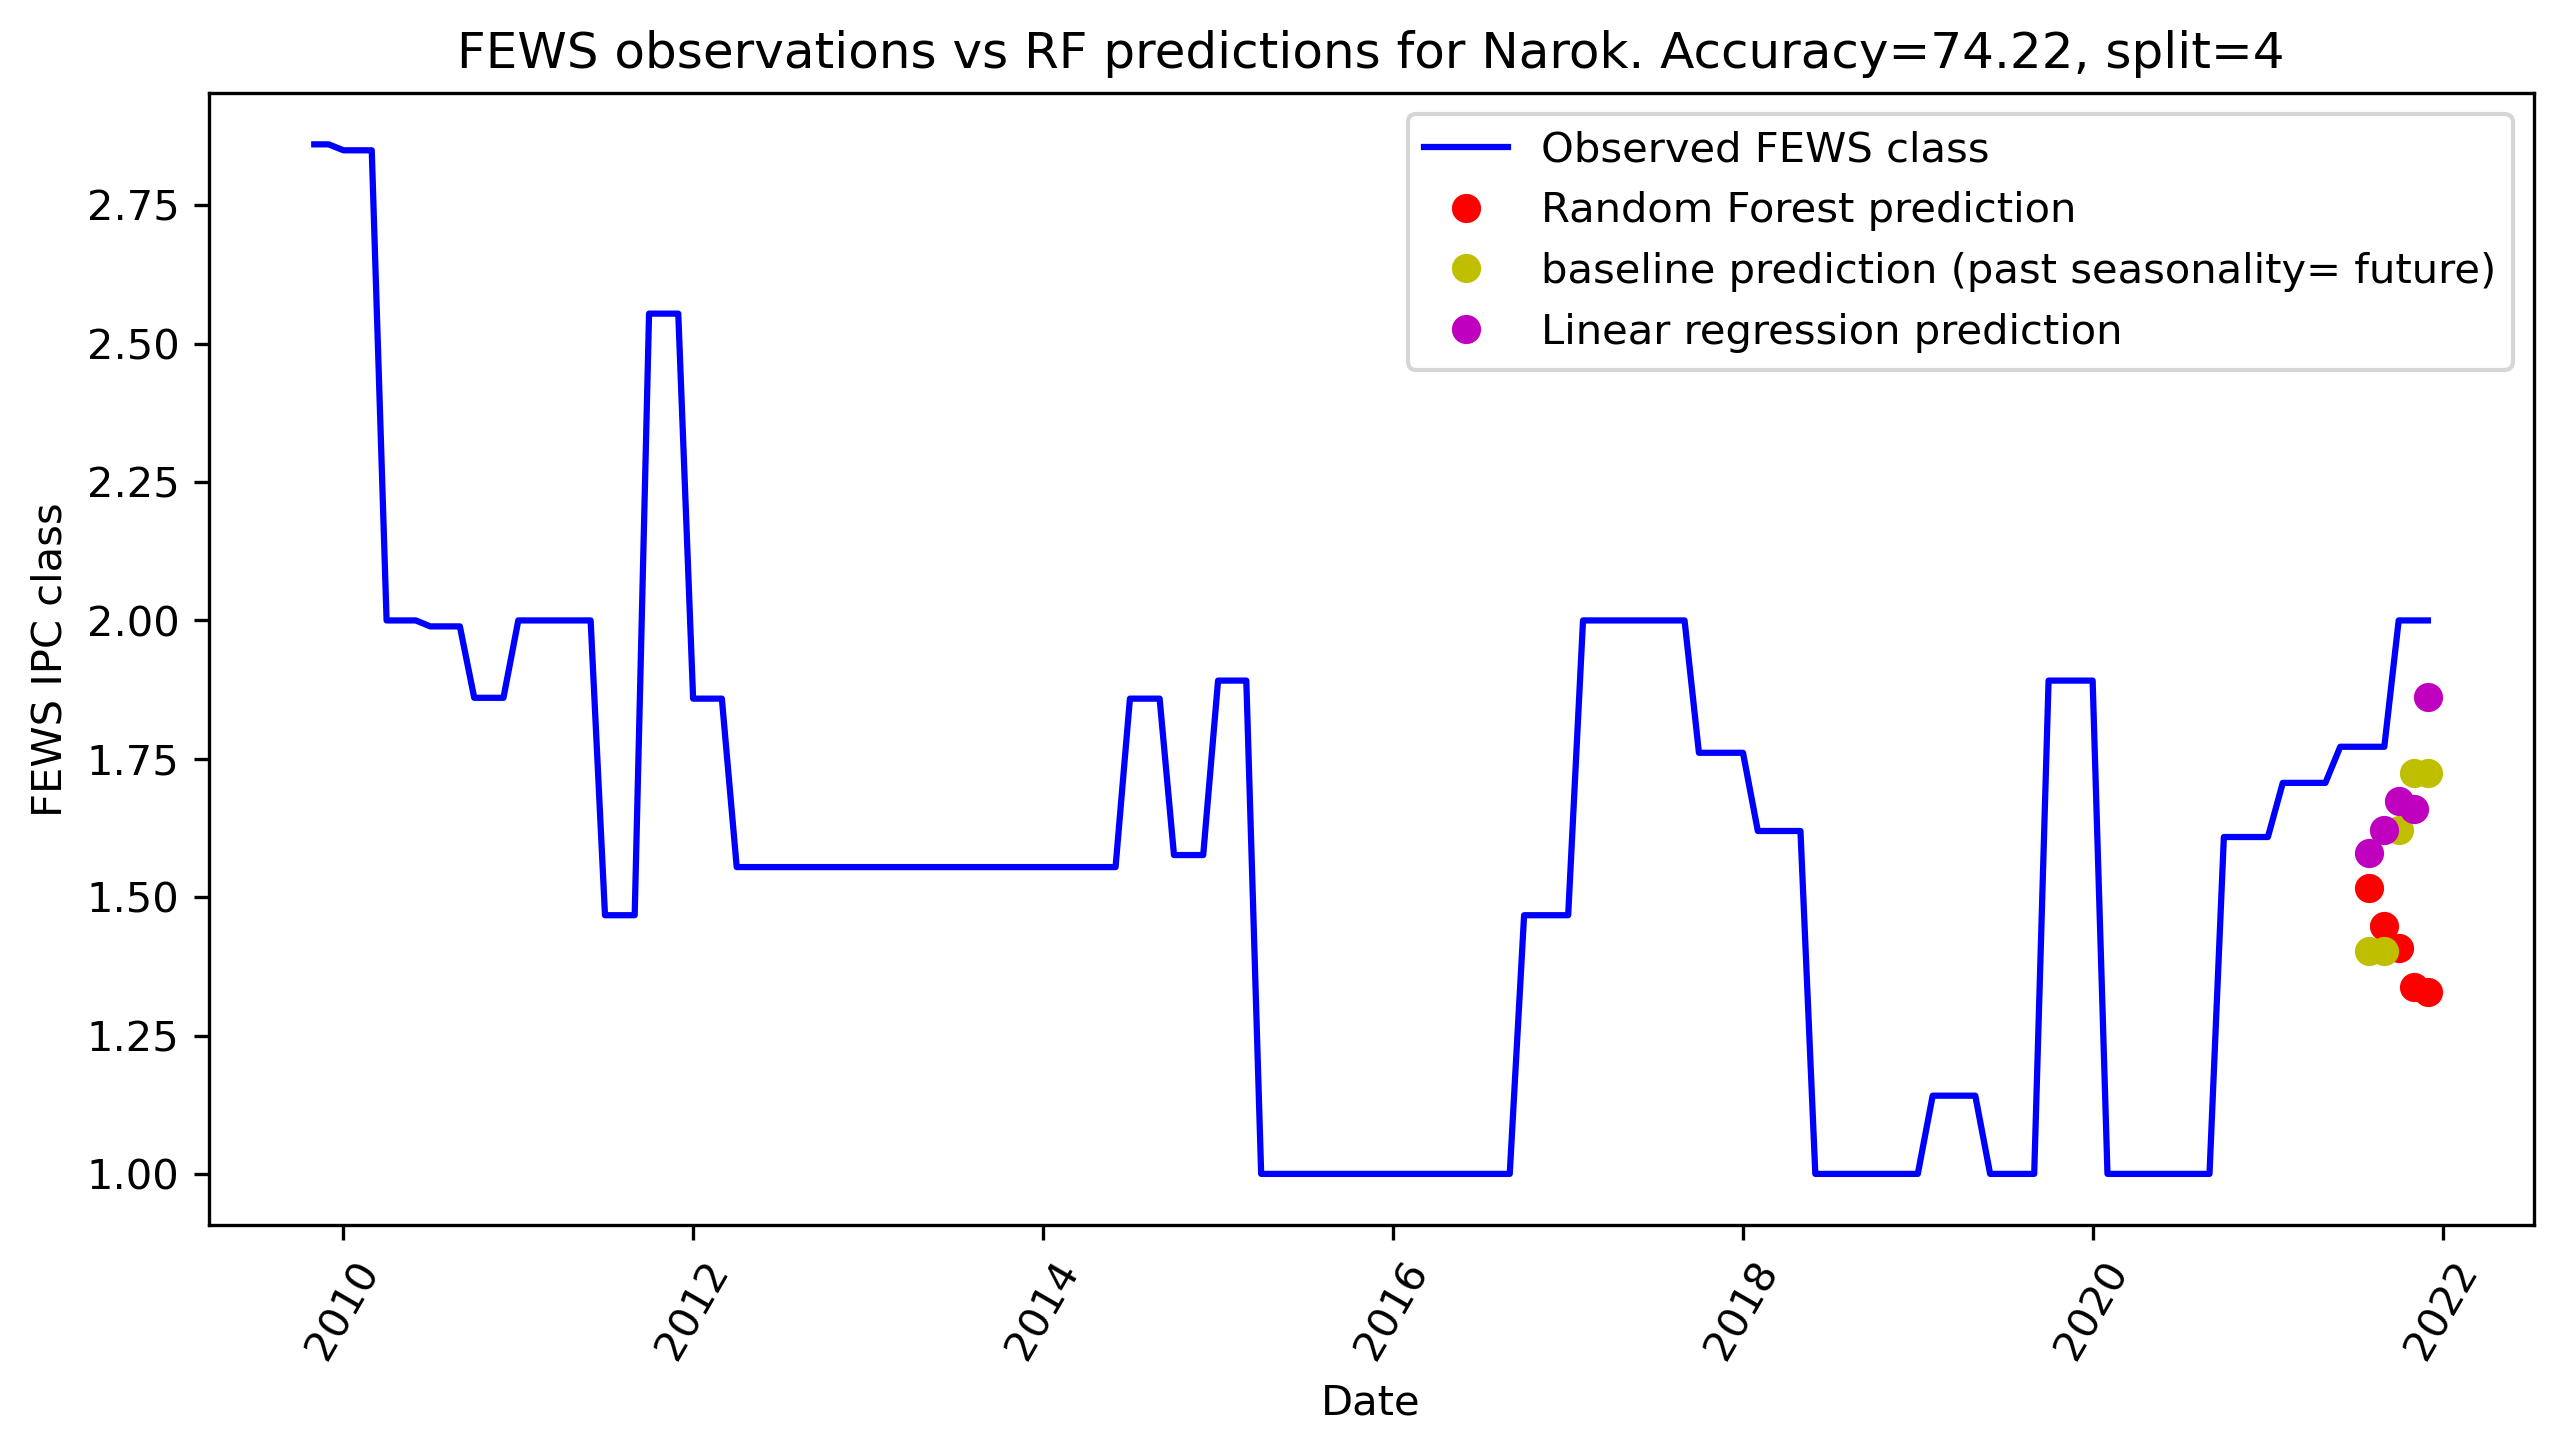 FEWS observations vs RF predictions for Narok. Accuracy=74.22, split=4
Observed FEWS class
Random Forest prediction
baseline prediction (past seasonality= future)
Linear regression prediction
FEWS IPC class
2.75
2.50
2.25
2.00
1.75
1.50
1.25
1.00
2010
2012
2014
2016
2018
2020
2022
Date